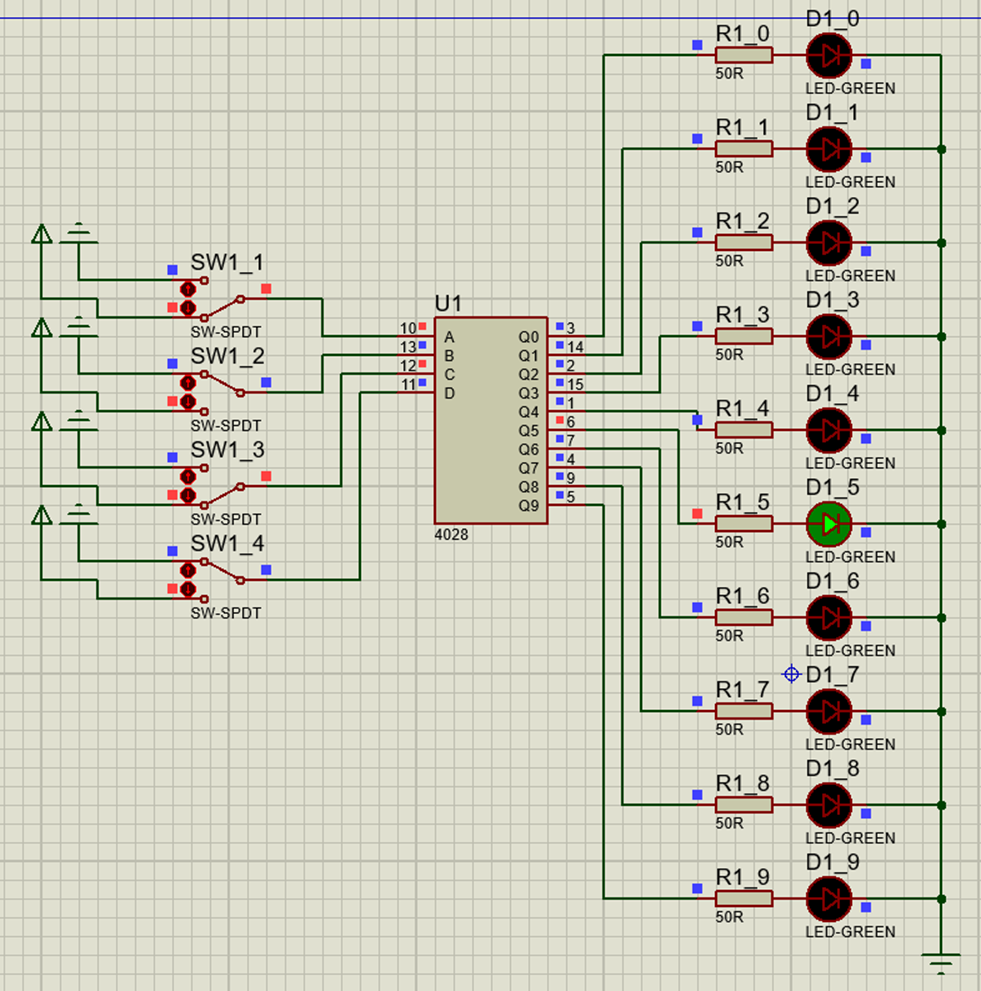 R1_0
50R
D1_0
LED-GREEN
R1_1
50R
D1_1
LED-GREEN
R1_2
50R
D1_2
LED-GREEN
R1_3
50R
D1_3
LED-GREEN
R1_4
50R
D1_4
LED-GREEN
R1_5
50R
D1_5
LED-GREEN
R1_6
50R
D1_6
LED-GREEN
R1_7
50R
D1_7
LED-GREEN
R1_8
50R
D1_8
LED-GREEN
R1_9
50R
D1_9
LED-GREEN
SW1_1
SW-SPDT
SW1_2
SW-SPDT
SW1_3
SW-SPDT
SW1_4
SW-SPDT
U1
10 A Q0 3
13 B Q1 14
12 C Q2 2
11 D Q3 15
Q4 1
Q5 6
Q6 7
Q7 4
Q8 9
Q9 5
4028